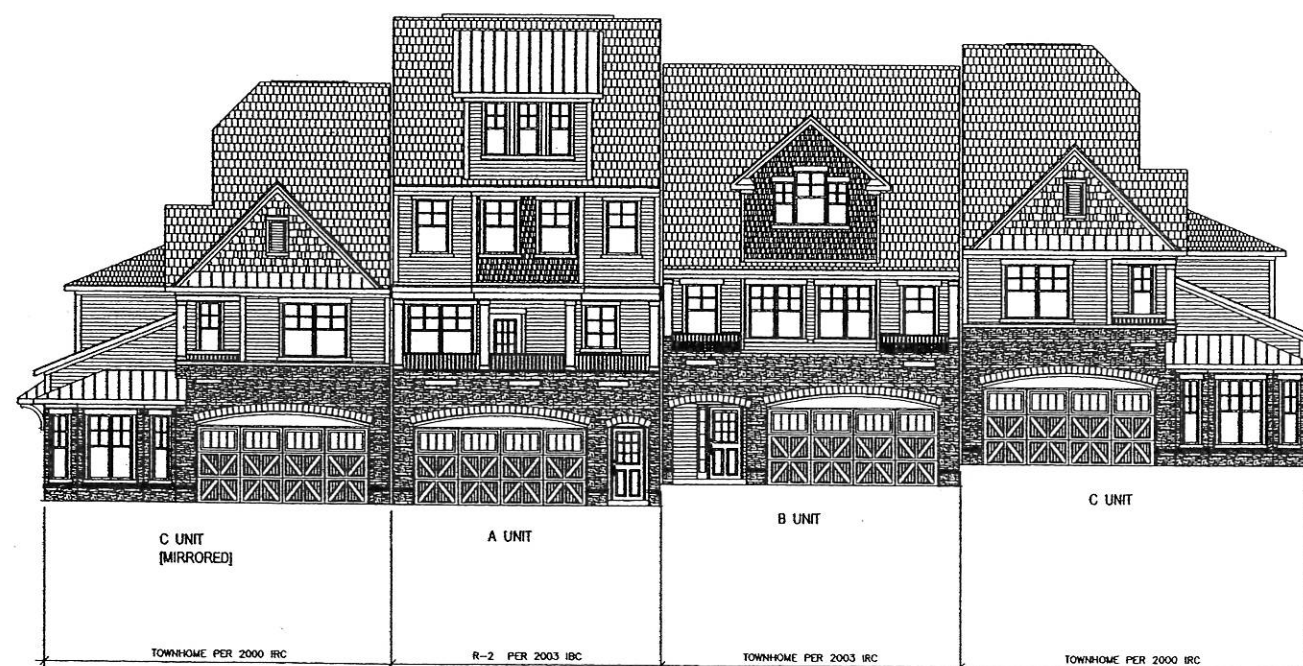 C UNIT
[MIRRORED]
A UNIT
B UNIT
C UNIT
TOWNHOME PER 2000 IRC
R-2 PER 2003 IBC
TOWNHOME PER 2003 IRC
TOWNHOME PER 2000 IRC